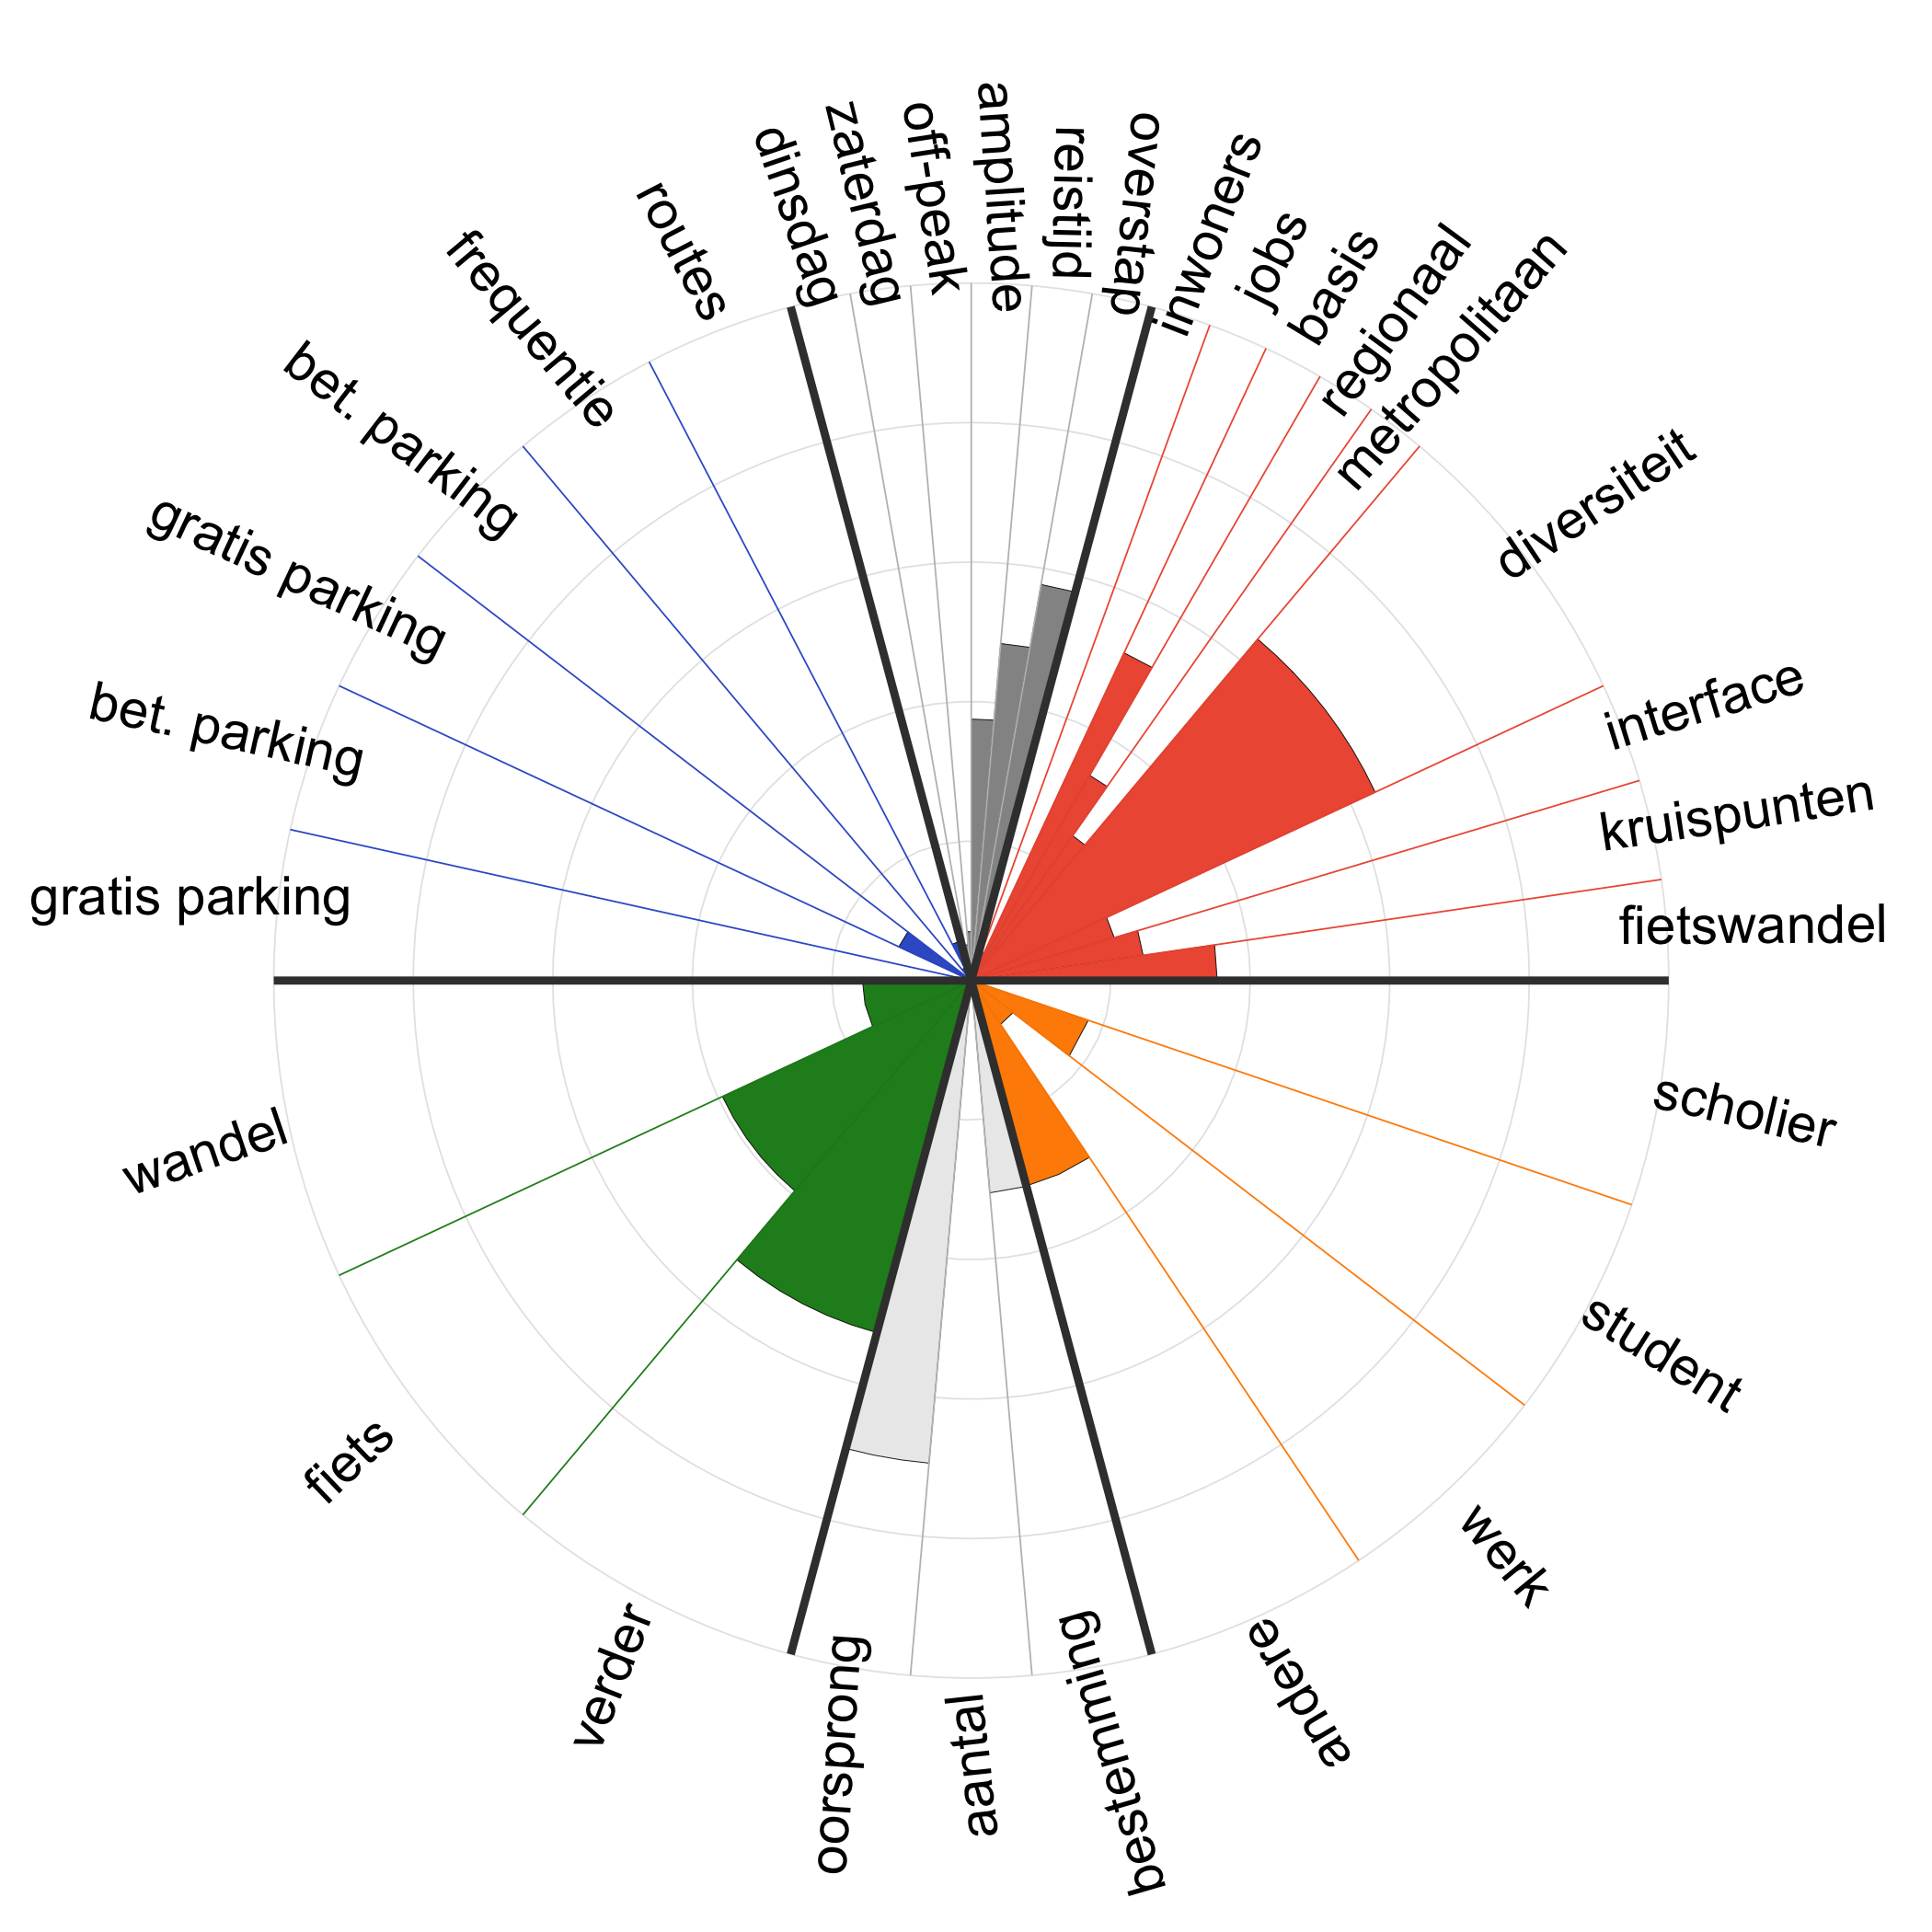 dinsdag
zaterdag
off-peak
amplitude
reistijd
overstap
inwoners
jobs
basis
regionaal
metropolitaan
diversiteit
interface
kruispunten
fietswandel
scholier
student
werk
andere
bestemming
aantal
oorsprong
verder
fiets
wandel
gratis parking
bet. parking
gratis parking
bet. parking
frequentie
routes